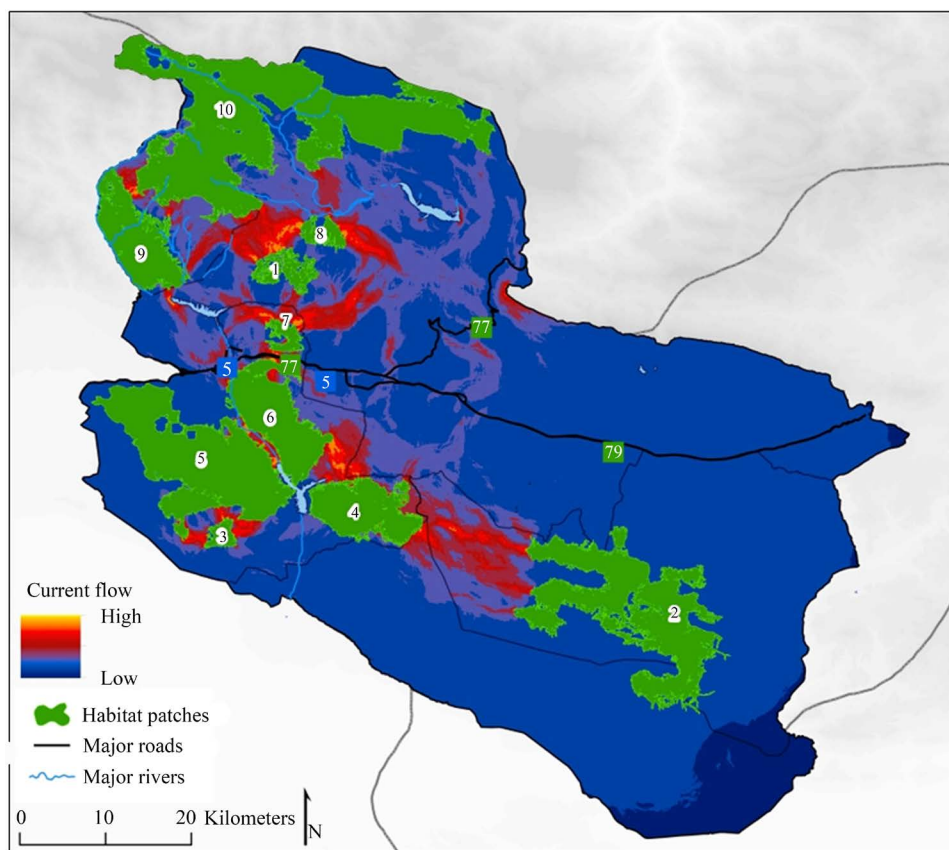 10
8
9
1
7
77
5
77
5
6
79
5
4
3
2
Current flow
High
Low
Habitat patches
Major roads
Major rivers
0 10 20 Kilometers
N